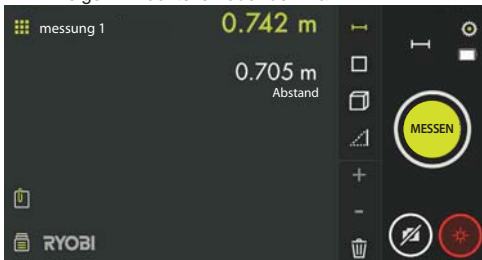 messung 1
0.742 m
0.705 m
Abstand
MESSEN
RYOBI